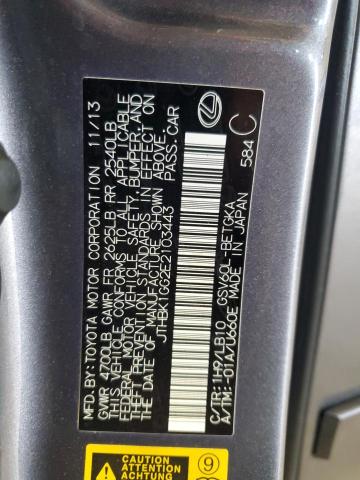 MFD.BY:TOYOTA MOTOR CORPORATION 11/13
GVWR 4700LB GAWR FR 2625LB RR 2540LB
THIS VEHICLE CONFORMS TO ALL APPLICABLE
FEDERAL MOTOR VEHICLE SAFETY, BUMPER, AND
THEFT PREVENTION STANDARDS IN EFFECT ON
THE DATE OF MANUFACTURE SHOWN ABOVE.
JTHBK1GG2E2103443 PASS.CAR
C/TR:1H9/LB10 GSV60L-BETGKA
A/TM:-01A/U660E MADE IN JAPAN 584 C
CAUTION
ACHTUNG
ATTENTION
9